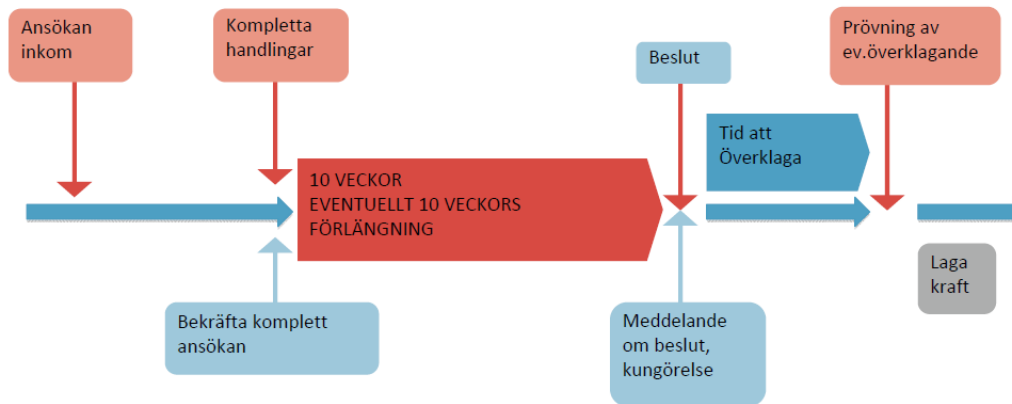 Ansökan
inkom
Kompletta
handlingar
Beslut
Prövning av
ev.överklagande
Tid att
Överklaga
10 VECKOR
EVENTUELLT 10 VECKORS
FÖRLÄNGNING
Laga
kraft
Bekräfta komplett
ansökan
Meddelande
om beslut,
kungörelse